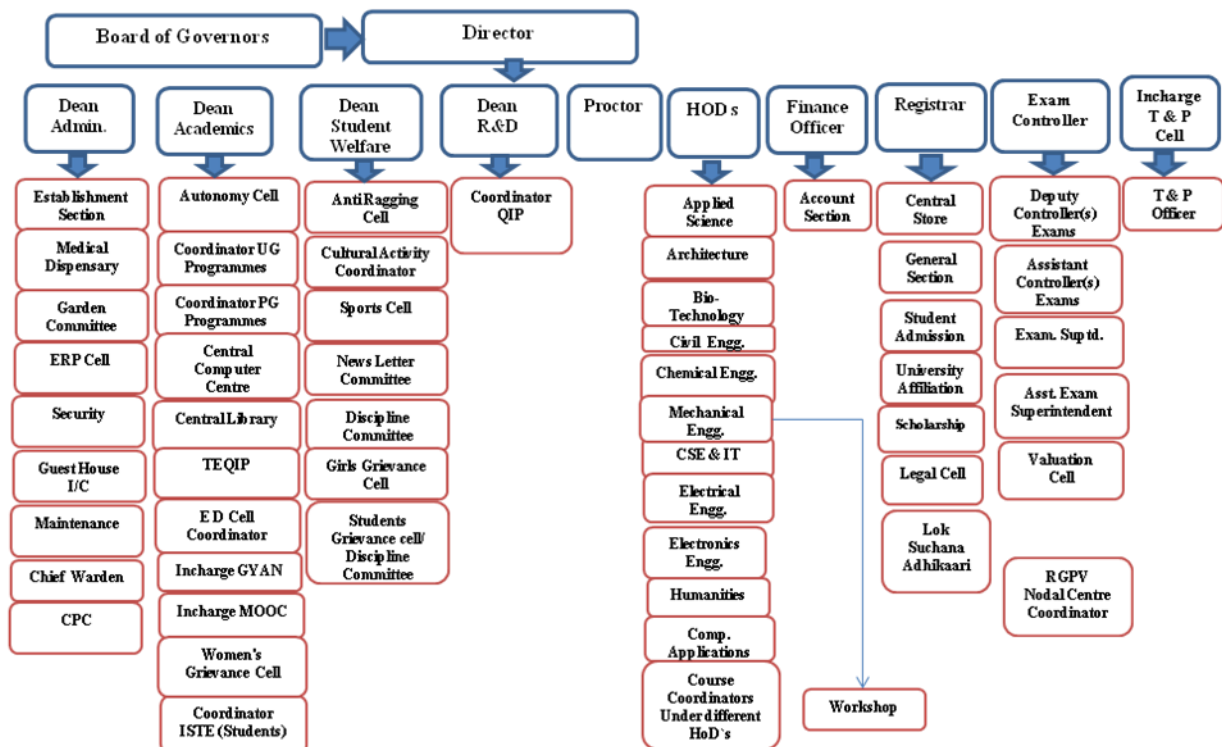 Board of Governors
Director
Dean
Admin.
Dean
Academics
Dean
Student
Welfare
Dean
R&D
Proctor
HOD s
Finance
Officer
Registrar
Exam
Controller
Incharge
T & P
Cell
Establishment
Section
Medical
Dispensary
Garden
Committee
ERP Cell
Security
Guest House
I/C
Maintenance
Chief Warden
CPC
Autonomy Cell
Coordinator UG
Programmes
Coordinator PG
Programmes
Central
Computer
Centre
Central Library
TEQIP
E D Cell
Coordinator
Incharge GYAN
Incharge MOOC
Women's
Grievance Cell
Coordinator
ISTE (Students)
Anti Ragging
Cell
Cultural Activity
Coordinator
Sports Cell
News Letter
Committee
Discipline
Committee
Girls Grievance
Cell
Students
Grievance cell/
Discipline
Committee
Coordinator
QIP
Applied
Science
Architecture
Bio-
Technology
Civil Engg.
Chemical Engg.
Mechanical
Engg.
CSE & IT
Electrical
Engg.
Electronics
Engg.
Humanities
Comp.
Applications
Course
Coordinators
Under different
HoD`s
Workshop
Account
Section
Central
Store
General
Section
Student
Admission
University
Affiliation
Scholarship
Legal Cell
Lok
Suchana
Adhikaari
Deputy
Controller(s)
Exams
Assistant
Controller(s)
Exams
Exam. Suptd.
Asst. Exam
Superintendent
Valuation
Cell
RGPV
Nodal Centre
Coordinator
T & P
Officer